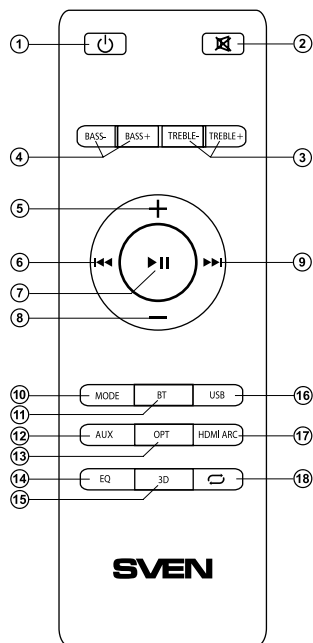 1 2
BASS- BASS+ TREBLE- TREBLE+
4 3
5
6 9
7
8
10 MODE BT USB 16
11
12 AUX OPT HDMI ARC 17
13
14 EQ 3D 18
15
SVEN